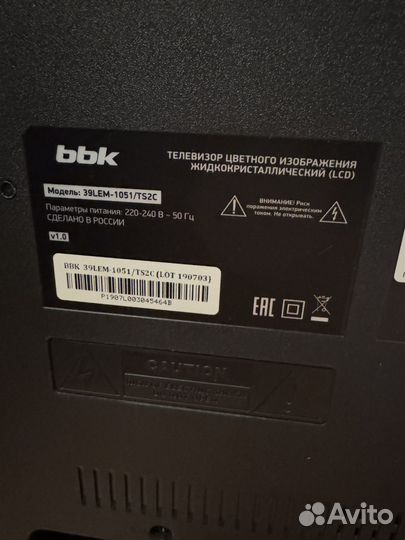 bbk
ТЕЛЕВИЗОР ЦВЕТНОГО ИЗОБРАЖЕНИЯ
ЖИДКОКРИСТАЛЛИЧЕСКИЙ (LCD)
Модель: 39LEM-1051/TS2C
Параметры питания: 220-240 В ~ 50 Гц
СДЕЛАНО В РОССИИ
v1.0
ВНИМАНИЕ! Риск
поражения электрическим
током. Не открывать.
BBK 39LEM-1051/TS2C (LOT 190703)
P1907L003045464B
EAC
CAUTION
Avito